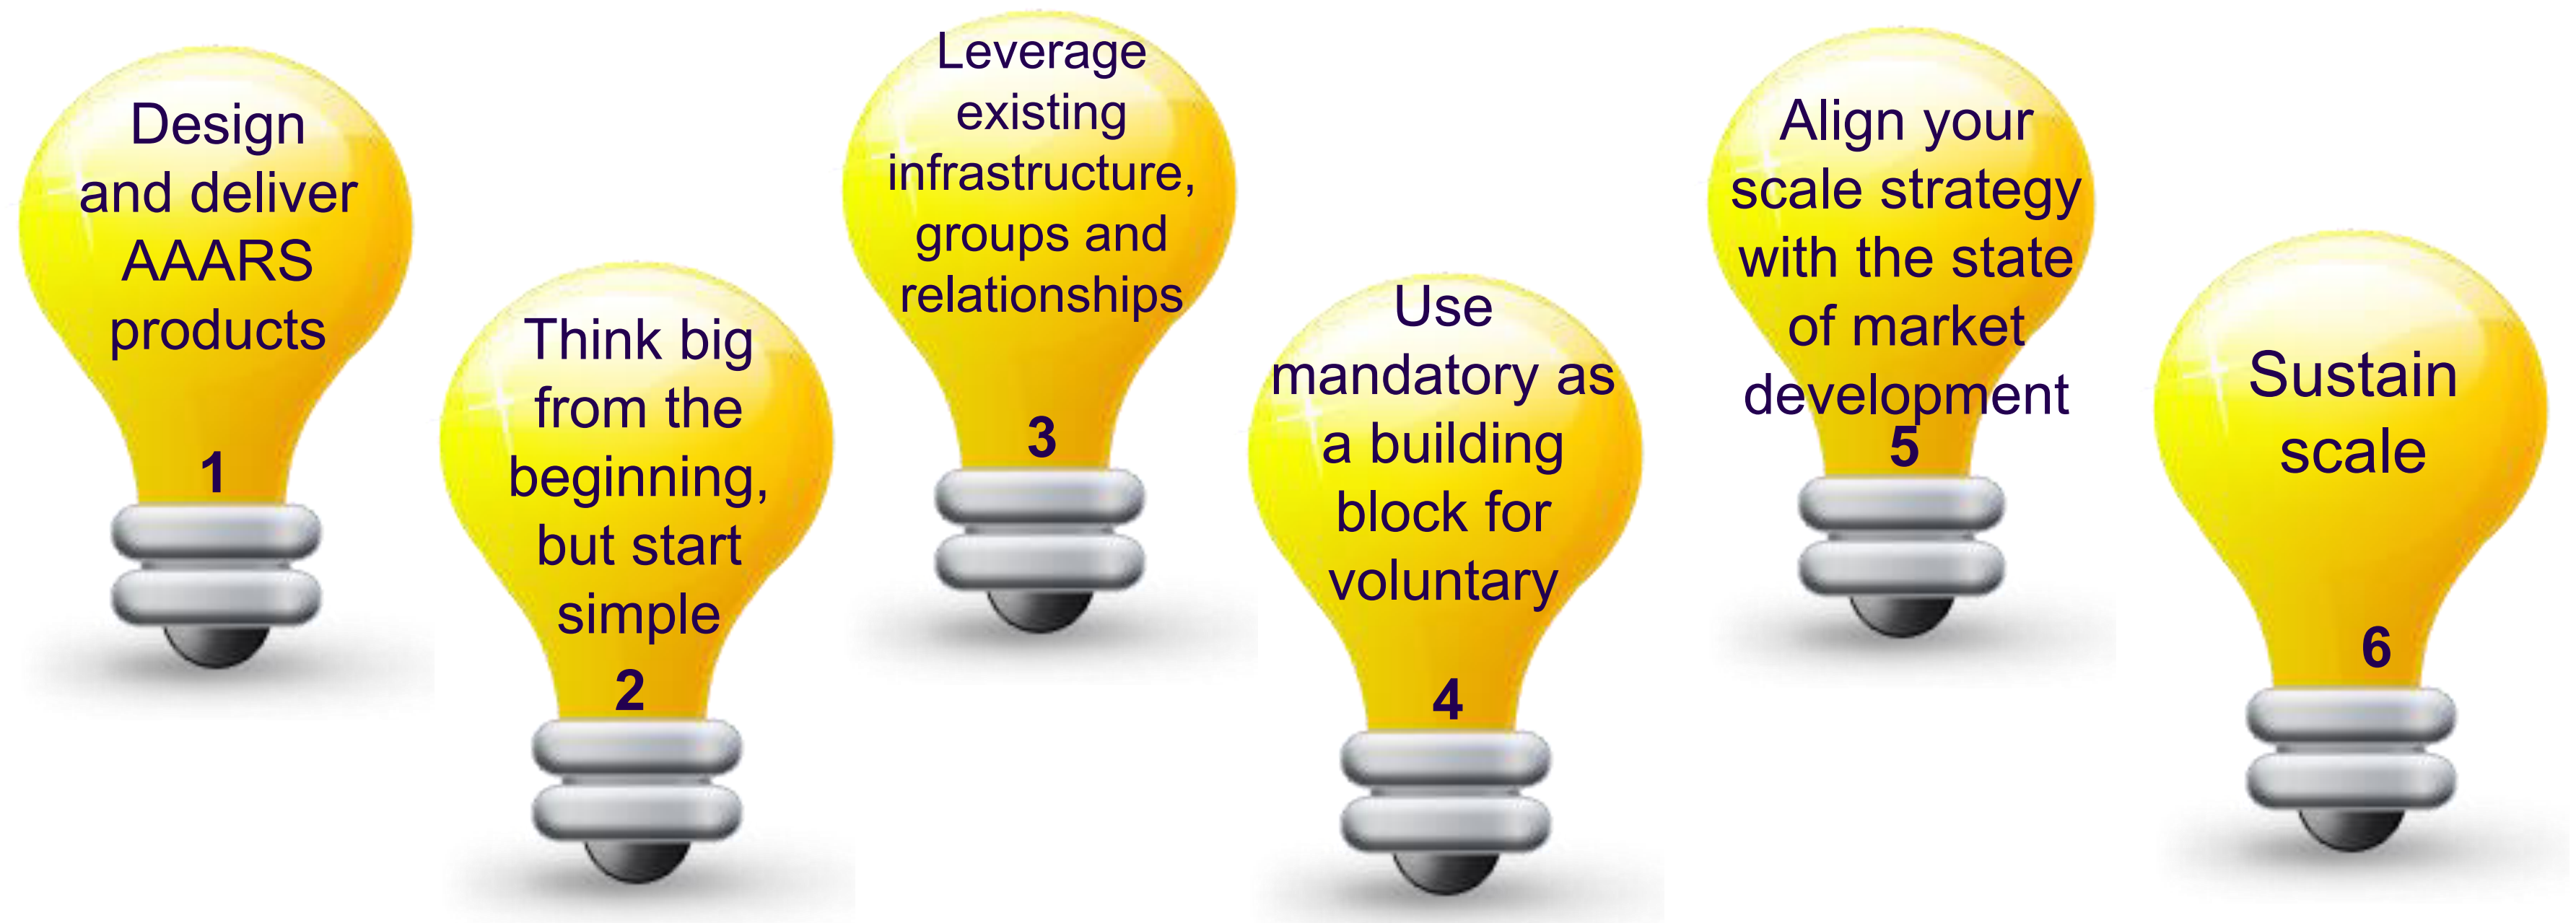 Design
and deliver
AAARS
products
1
Think big
from the
beginning,
but start
simple
2
Leverage
existing
infrastructure,
groups and
relationships
3
Use
mandatory as
a building
block for
voluntary
4
Align your
scale strategy
with the state
of market
development
5
Sustain
scale
6